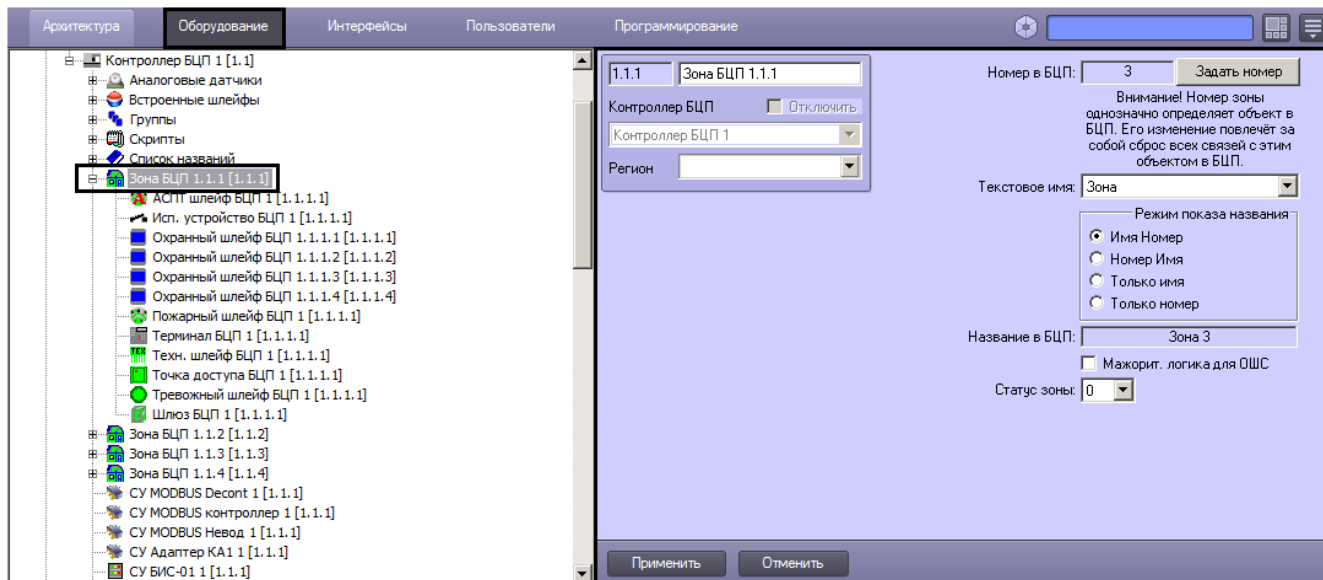 Архитектура Оборудование Интерфейсы Пользователи Программирование
Контроллер БЦП 1 [1.1]
Аналоговые датчики
Встроенные шлейфы
Группы
Скрипты
Список названий
Зона БЦП 1.1.1 [1.1.1]
АСПТ шлейф БЦП 1 [1.1.1.1]
Исп. устройство БЦП 1 [1.1.1.1]
Охранный шлейф БЦП 1.1.1.1 [1.1.1.1]
Охранный шлейф БЦП 1.1.1.2 [1.1.1.2]
Охранный шлейф БЦП 1.1.1.3 [1.1.1.3]
Охранный шлейф БЦП 1.1.1.4 [1.1.1.4]
Пожарный шлейф БЦП 1 [1.1.1.1]
Терминал БЦП 1 [1.1.1.1]
Техн. шлейф БЦП 1 [1.1.1.1]
Точка доступа БЦП 1 [1.1.1.1]
Тревожный шлейф БЦП 1 [1.1.1.1]
Шлюз БЦП 1 [1.1.1.1]
Зона БЦП 1.1.2 [1.1.2]
Зона БЦП 1.1.3 [1.1.3]
Зона БЦП 1.1.4 [1.1.4]
СУ MODBUS Decont 1 [1.1.1]
СУ MODBUS контроллер 1 [1.1.1]
СУ MODBUS Невод 1 [1.1.1]
СУ Адаптер КА1 1 [1.1.1]
СУ БИС-01 1 [1.1.1]
1.1.1 Зона БЦП 1.1.1
Контроллер БЦП Отключить
Контроллер БЦП 1
Регион
Номер в БЦП: 3 Задать номер
Внимание! Номер зоны
однозначно определяет объект в
БЦП. Его изменение повлечёт за
собой сброс всех связей с этим
объектом в БЦП.
Текстовое имя: Зона
Режим показа названия
Имя Номер
Номер Имя
Только имя
Только номер
Название в БЦП: Зона 3
Мажорит. логика для ОШС
Статус зоны: 0
Применить Отменить